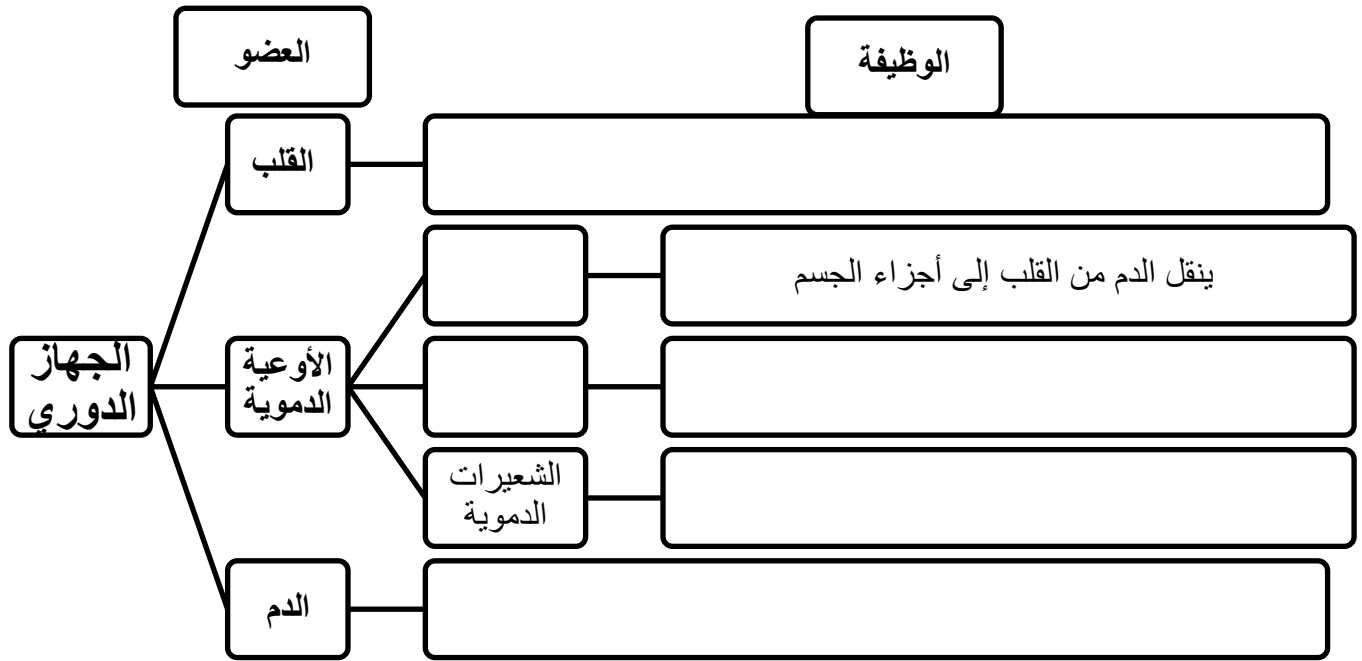 العضو
الوظيفة
القلب
ينقل الدم من القلب إلى أجزاء الجسم
الجهاز
الدوري
الأوعية
الدموية
الشعيرات
الدموية
الدم